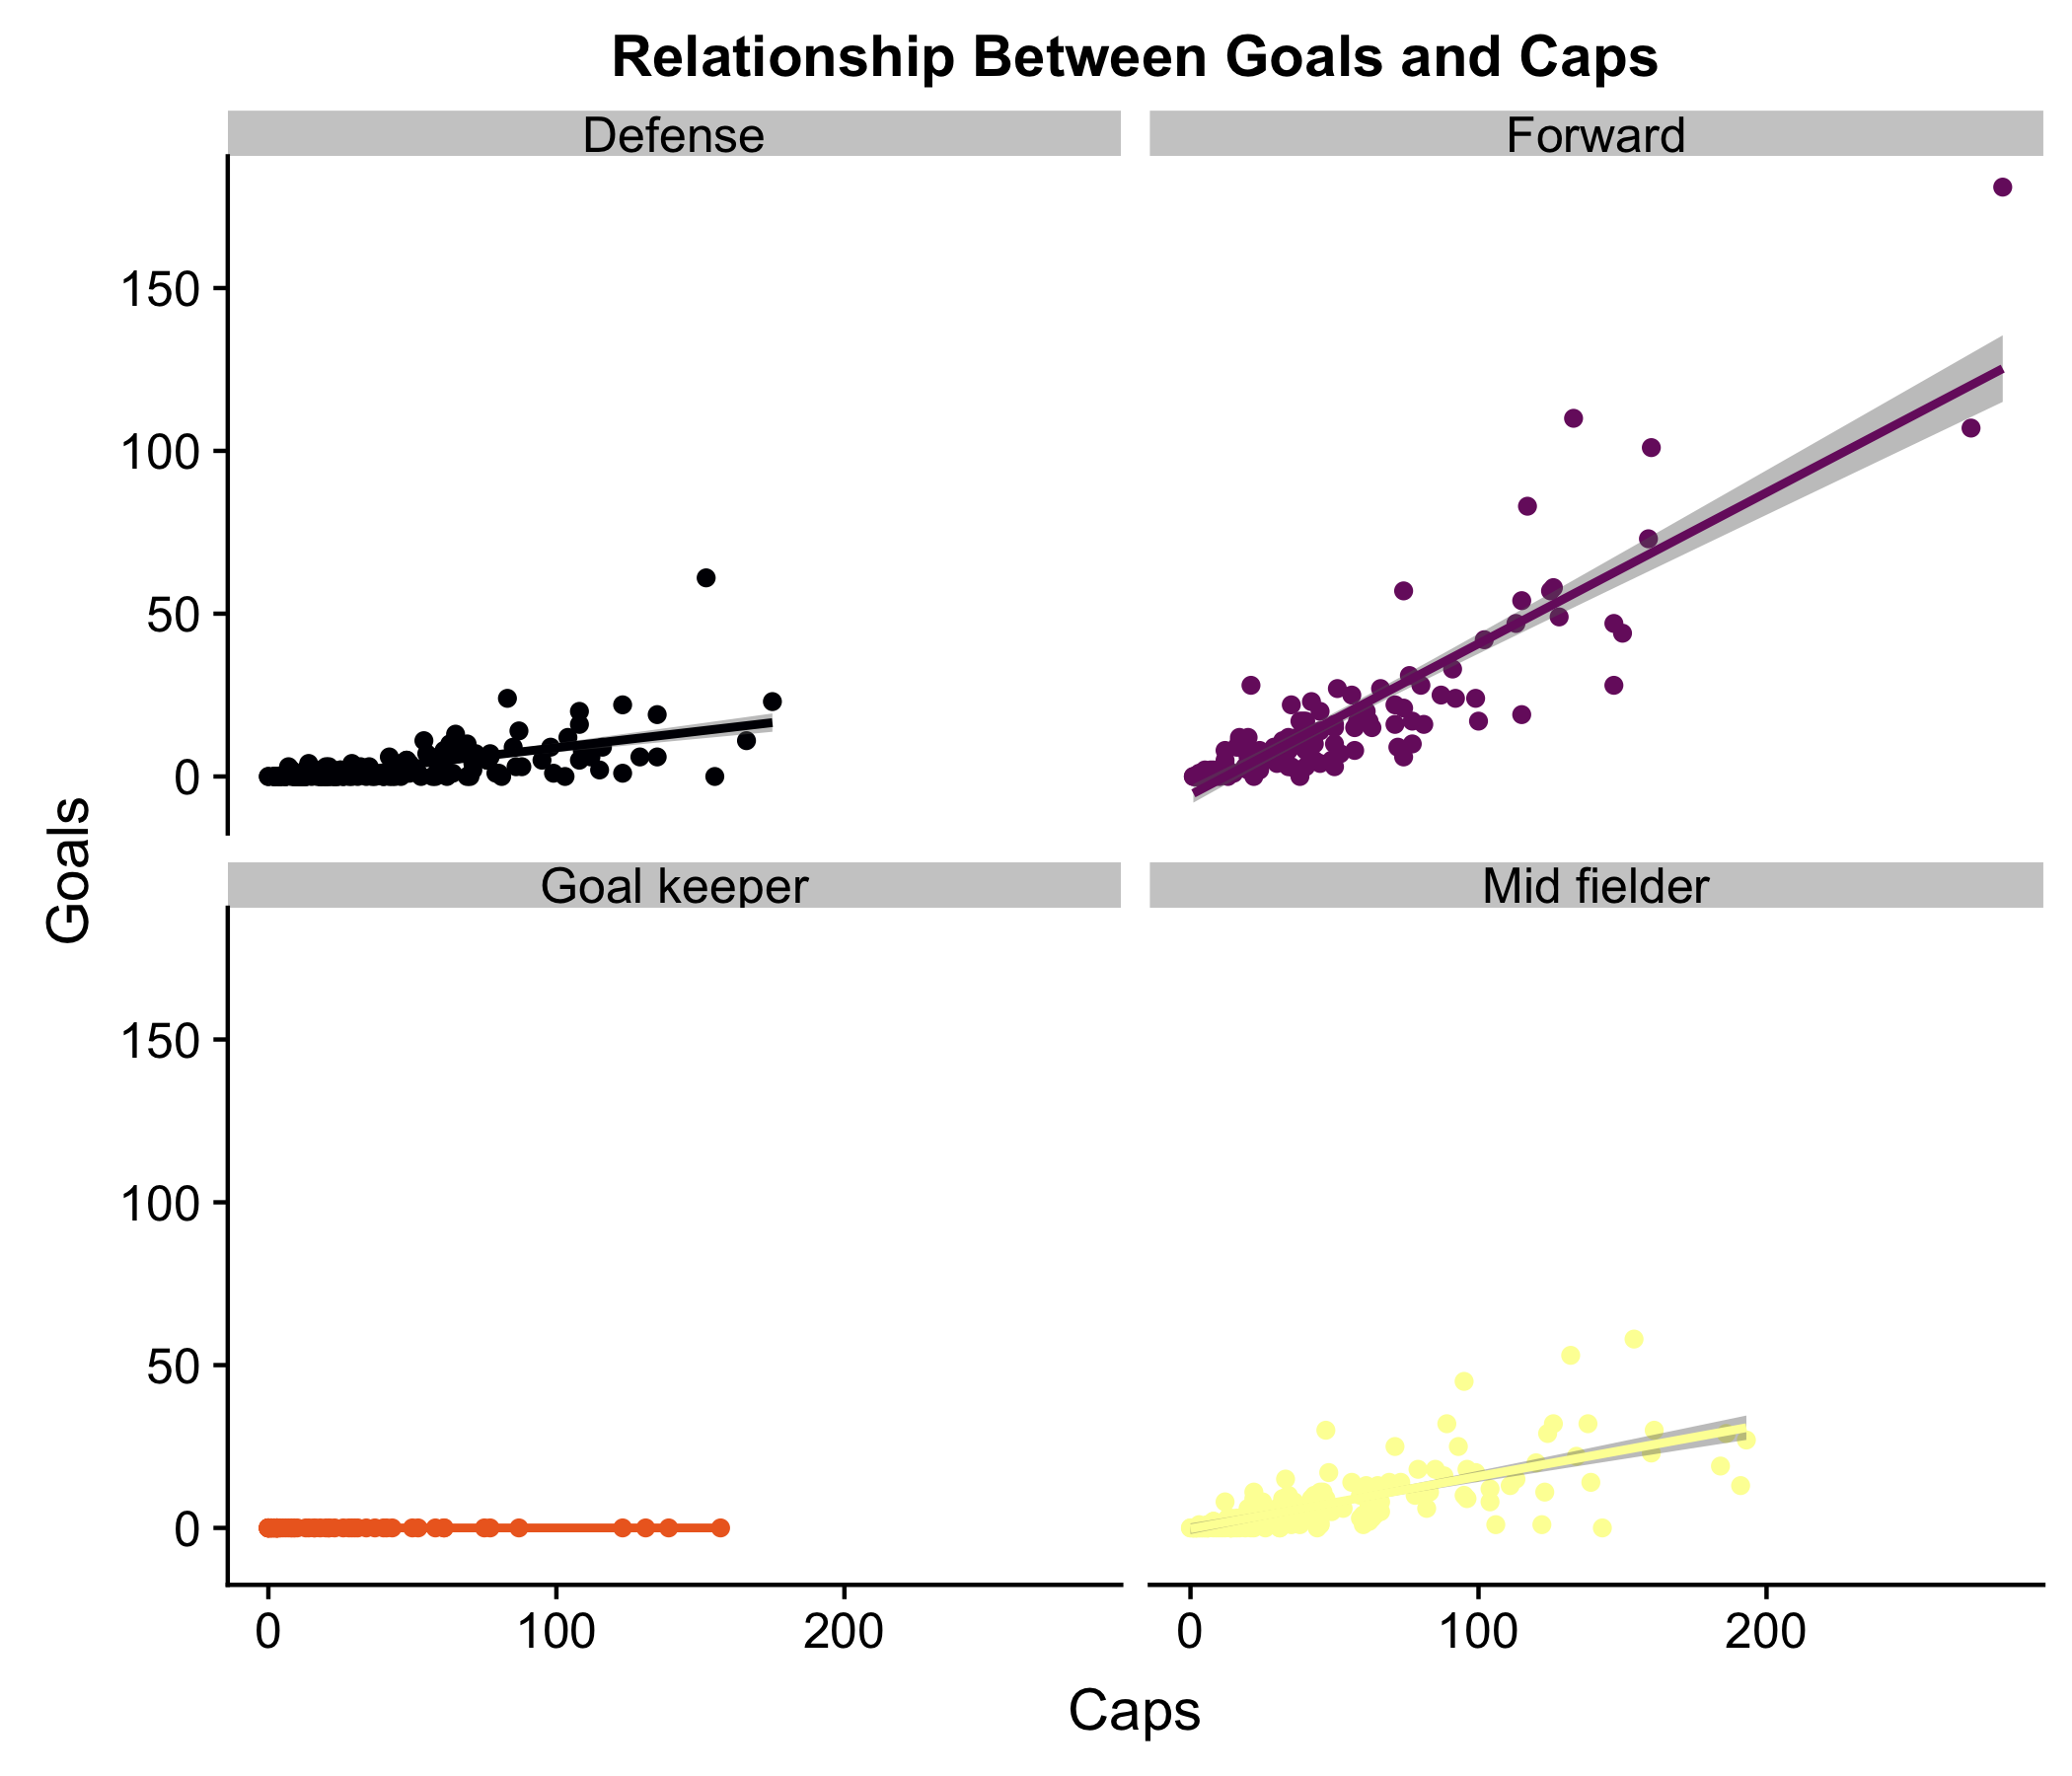 Relationship Between Goals and Caps
Defense
Forward
150
100
50
0
Goals
Goal keeper
Mid fielder
150
100
50
0
0 100 200
0 100 200
Caps